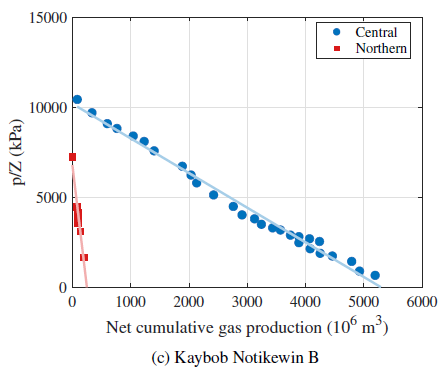 15000
10000
5000
0
p/Z (kPa)
Central
Northern
0 1000 2000 3000 4000 5000 6000
Net cumulative gas production (10⁶ m³)
(c) Kaybob Notikewin B